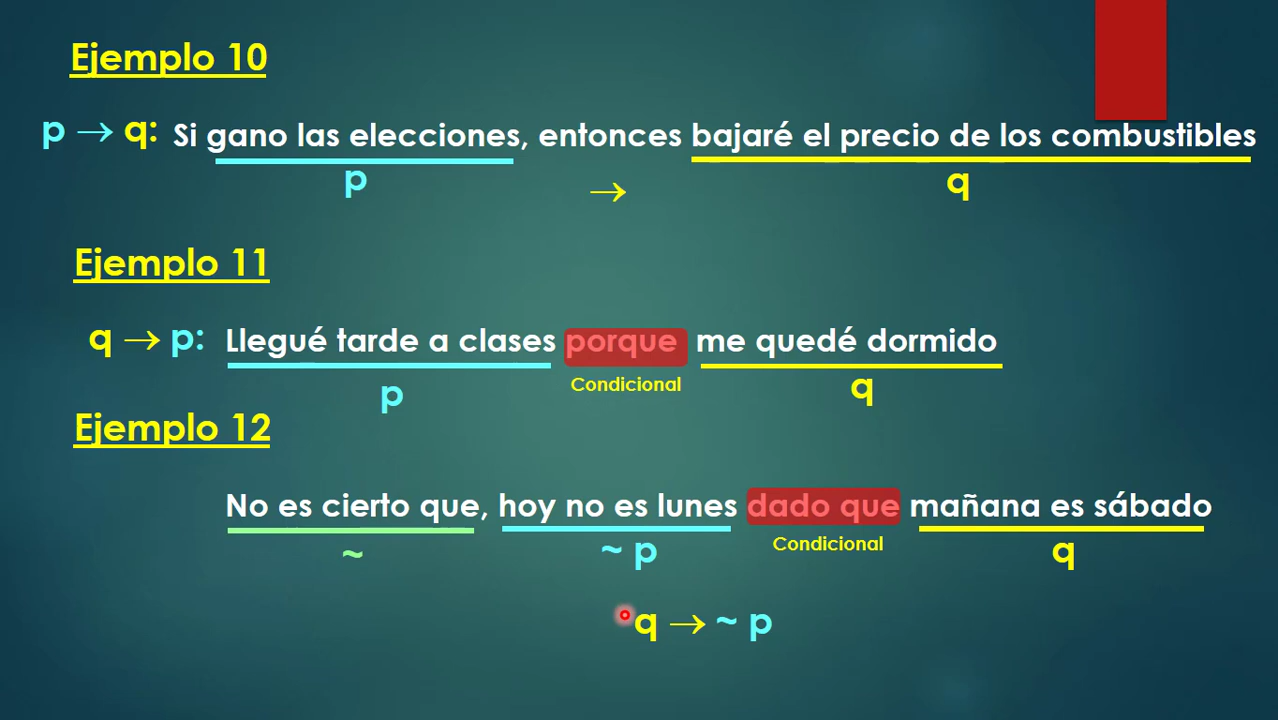 Ejemplo 10
p → q: Si gano las elecciones, entonces bajaré el precio de los combustibles
p → q
Ejemplo 11
q → p: Llegué tarde a clases porque me quedé dormido
p Condicional q
Ejemplo 12
No es cierto que, hoy no es lunes dado que mañana es sábado
~ ~ p Condicional q
q → ~ p